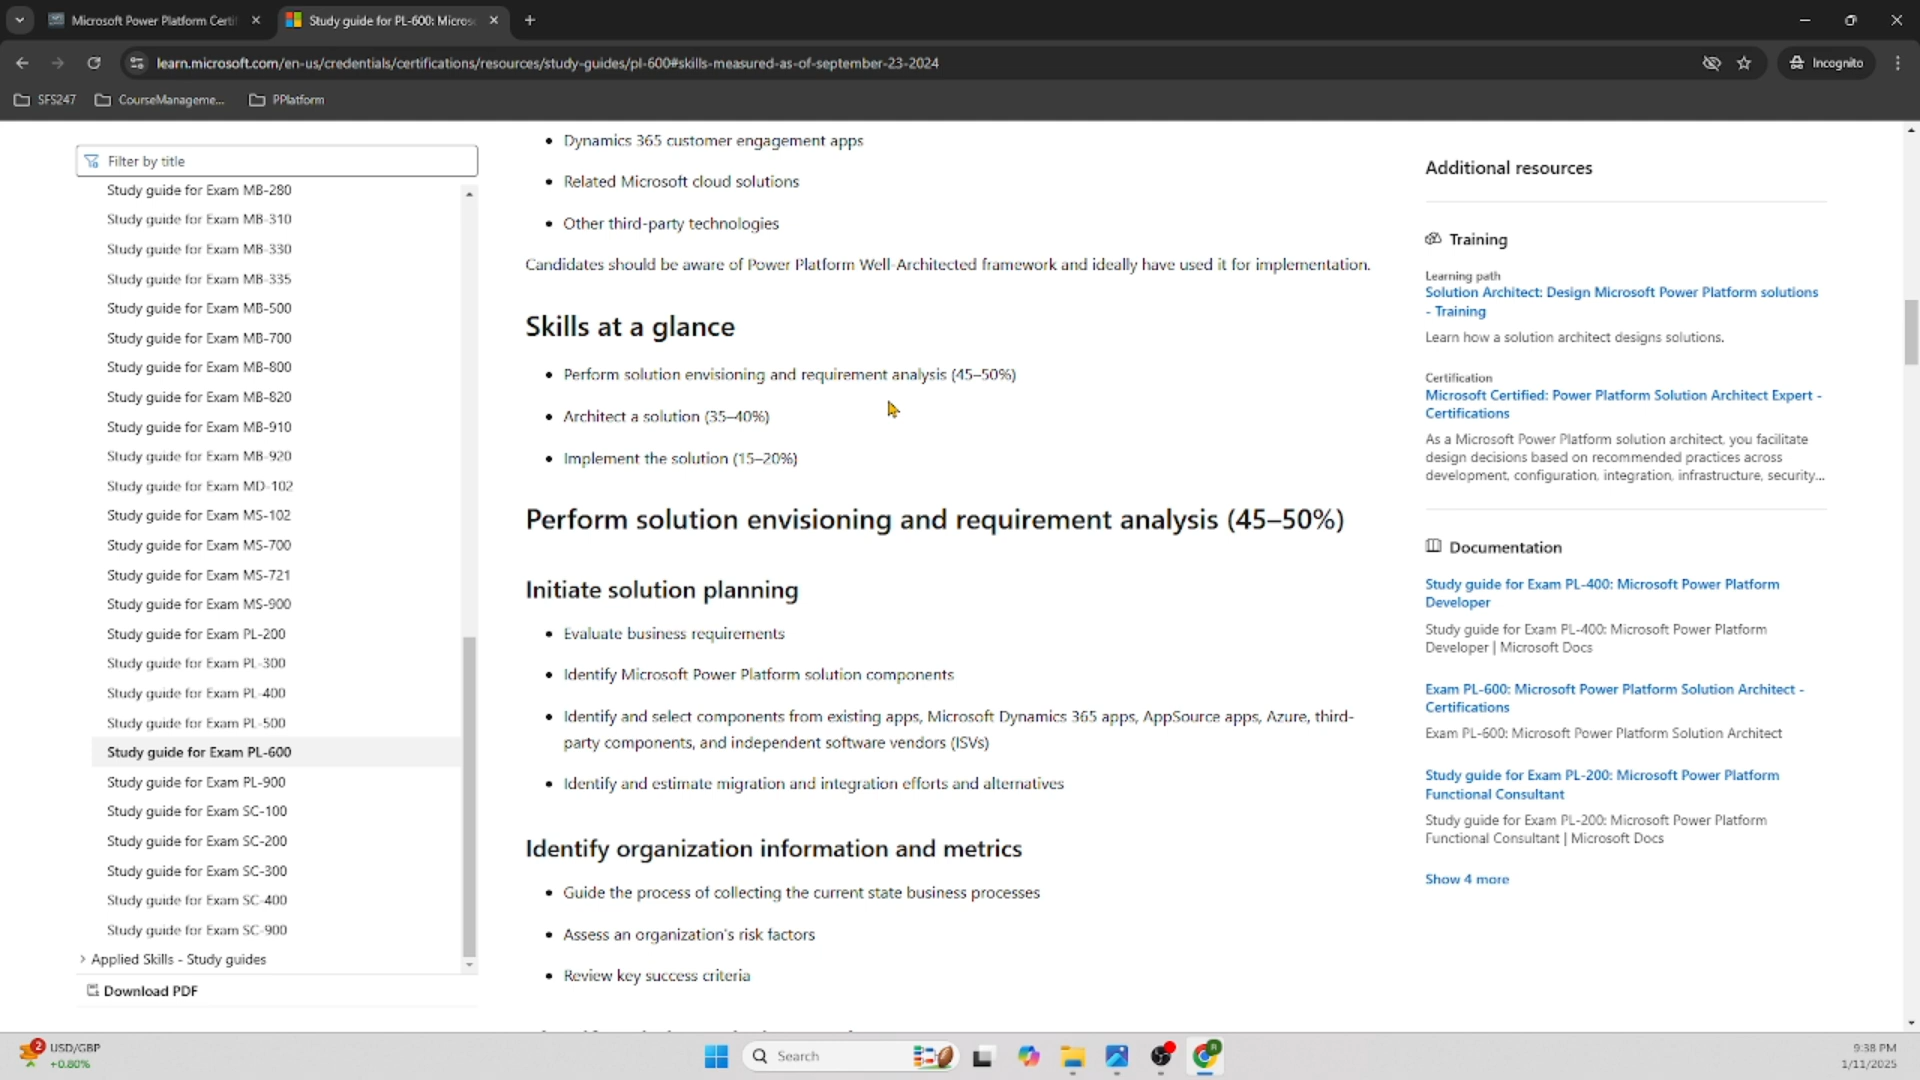 Microsoft Power Platform Certi
Study guide for PL-600: Micros
learn.microsoft.com/en-us/credentials/certifications/resources/study-guides/pl-600#skills-measured-as-of-september-23-2024
Incognito
SFS247
CourseManageme...
PPlatform
Filter by title
Study guide for Exam MB-280
Study guide for Exam MB-310
Study guide for Exam MB-330
Study guide for Exam MB-335
Study guide for Exam MB-500
Study guide for Exam MB-700
Study guide for Exam MB-800
Study guide for Exam MB-820
Study guide for Exam MB-910
Study guide for Exam MB-920
Study guide for Exam MD-102
Study guide for Exam MS-102
Study guide for Exam MS-700
Study guide for Exam MS-721
Study guide for Exam MS-900
Study guide for Exam PL-200
Study guide for Exam PL-300
Study guide for Exam PL-400
Study guide for Exam PL-500
Study guide for Exam PL-600
Study guide for Exam PL-900
Study guide for Exam SC-100
Study guide for Exam SC-200
Study guide for Exam SC-300
Study guide for Exam SC-400
Study guide for Exam SC-900
Applied Skills - Study guides
Download PDF
Dynamics 365 customer engagement apps
Related Microsoft cloud solutions
Other third-party technologies
Candidates should be aware of Power Platform Well-Architected framework and ideally have used it for implementation.
Skills at a glance
Perform solution envisioning and requirement analysis (45–50%)
Architect a solution (35–40%)
Implement the solution (15–20%)
Perform solution envisioning and requirement analysis (45–50%)
Initiate solution planning
Evaluate business requirements
Identify Microsoft Power Platform solution components
Identify and select components from existing apps, Microsoft Dynamics 365 apps, AppSource apps, Azure, third-
party components, and independent software vendors (ISVs)
Identify and estimate migration and integration efforts and alternatives
Identify organization information and metrics
Guide the process of collecting the current state business processes
Assess an organization's risk factors
Review key success criteria
Additional resources
Training
Learning path
Solution Architect: Design Microsoft Power Platform solutions
- Training
Learn how a solution architect designs solutions.
Certification
Microsoft Certified: Power Platform Solution Architect Expert -
Certifications
As a Microsoft Power Platform solution architect, you facilitate
design decisions based on recommended practices across
development, configuration, integration, infrastructure, security...
Documentation
Study guide for Exam PL-400: Microsoft Power Platform
Developer
Study guide for Exam PL-400: Microsoft Power Platform
Developer | Microsoft Docs
Exam PL-600: Microsoft Power Platform Solution Architect -
Certifications
Exam PL-600: Microsoft Power Platform Solution Architect
Study guide for Exam PL-200: Microsoft Power Platform
Functional Consultant
Study guide for Exam PL-200: Microsoft Power Platform
Functional Consultant | Microsoft Docs
Show 4 more
2
USD/GBP
+0.80%
Search
9:38 PM
1/11/2025